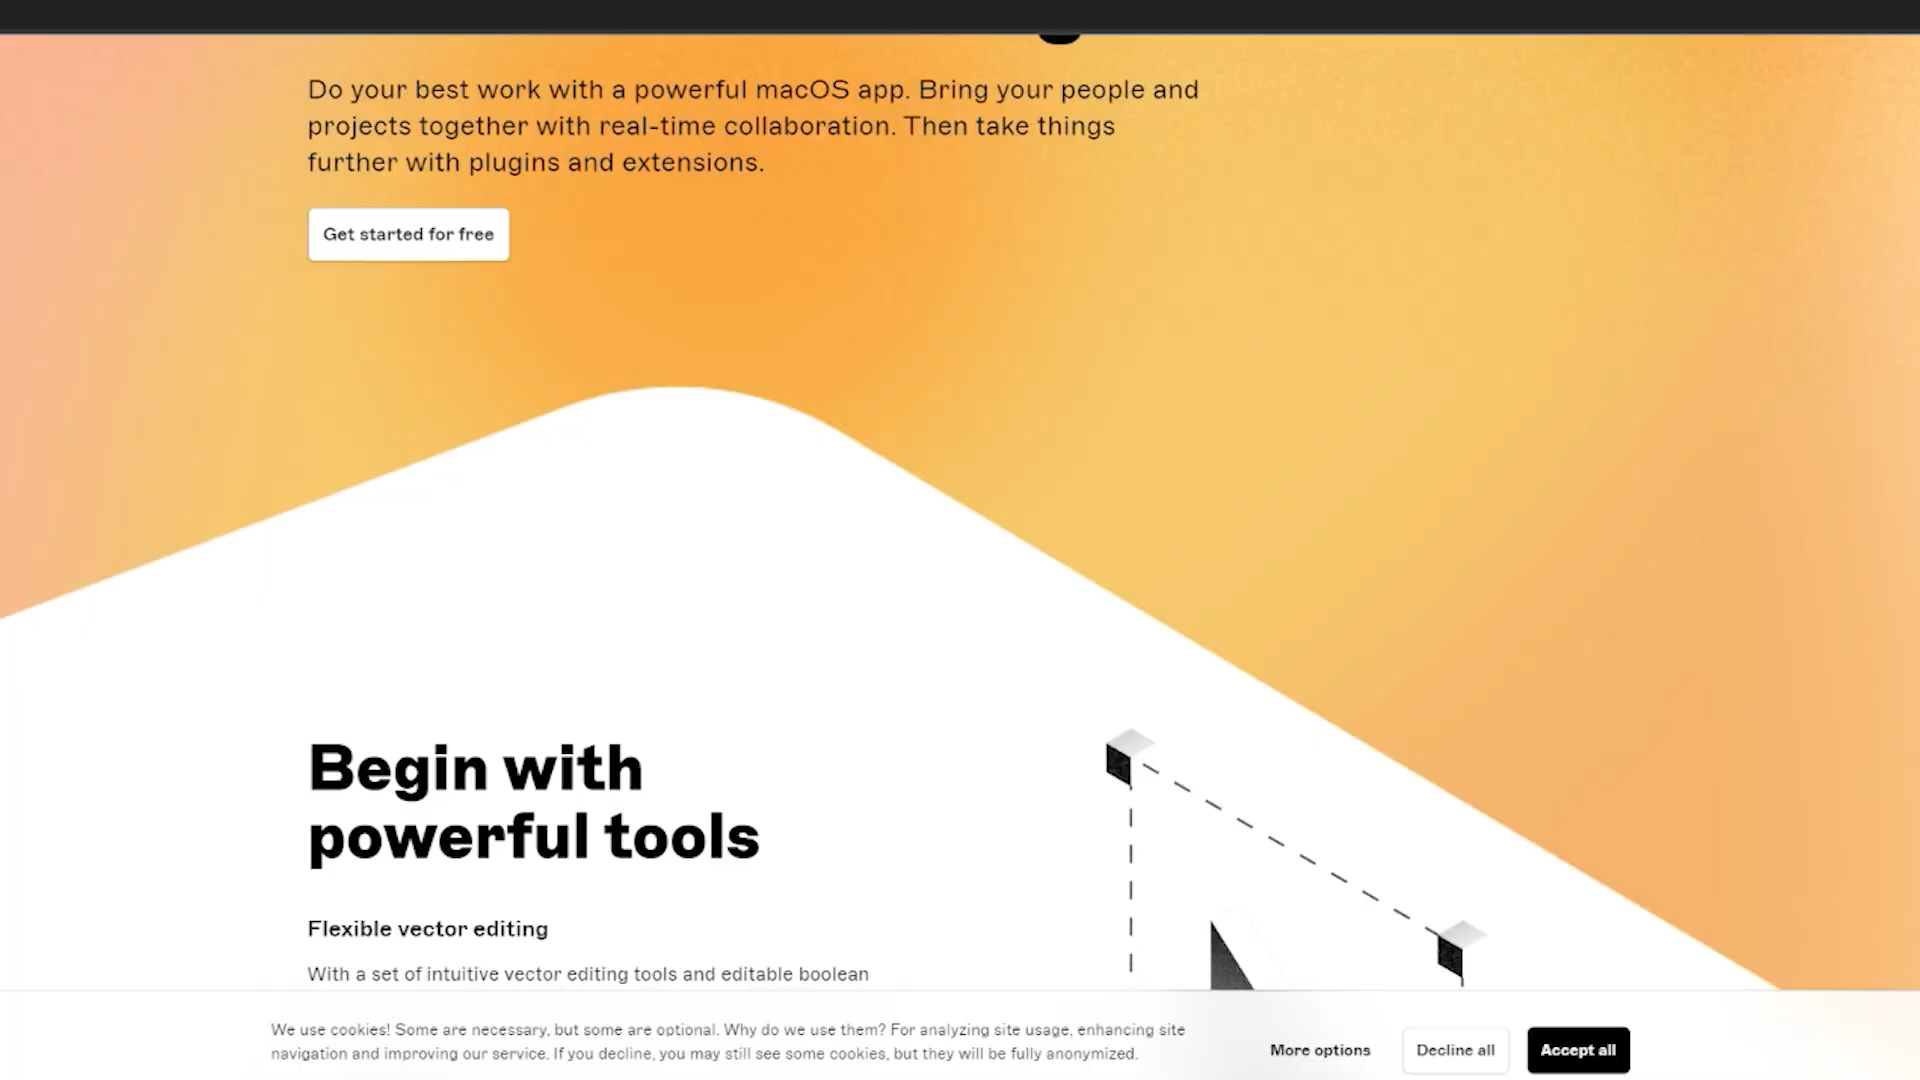 Do your best work with a powerful macOS app. Bring your people and
projects together with real-time collaboration. Then take things
further with plugins and extensions.
Get started for free
Begin with
powerful tools
Flexible vector editing
With a set of intuitive vector editing tools and editable boolean
We use cookies! Some are necessary, but some are optional. Why do we use them? For analyzing site usage, enhancing site
navigation and improving our service. If you decline, you may still see some cookies, but they will be fully anonymized.
More options
Decline all
Accept all